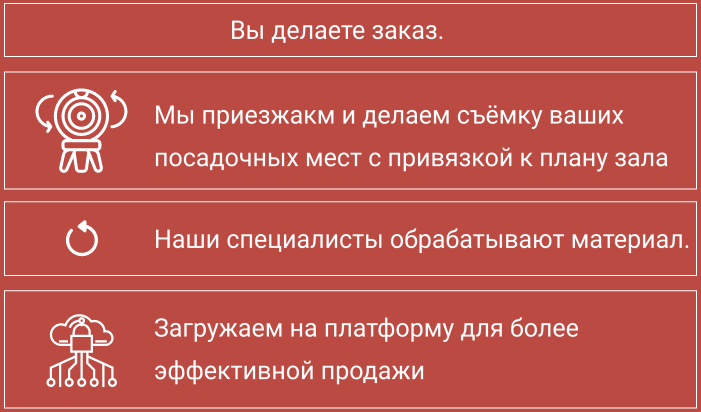 Вы делаете заказ.
Мы приезжакм и делаем съёмку ваших
посадочных мест с привязкой к плану зала
Наши специалисты обрабатывают материал.
Загружаем на платформу для более
эффективной продажи